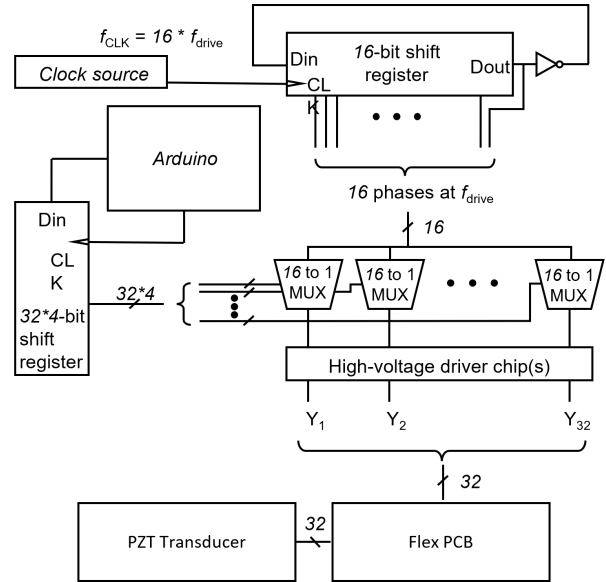 f_CLK = 16 * f_drive
Clock source
Din
16-bit shift
register
Dout
CL
K
Arduino
16 phases at f_drive
16
Din
CL
K
32*4-bit
shift
register
32*4
16 to 1
MUX
16 to 1
MUX
16 to 1
MUX
High-voltage driver chip(s)
Y1
Y2
Y32
32
PZT Transducer
32
Flex PCB